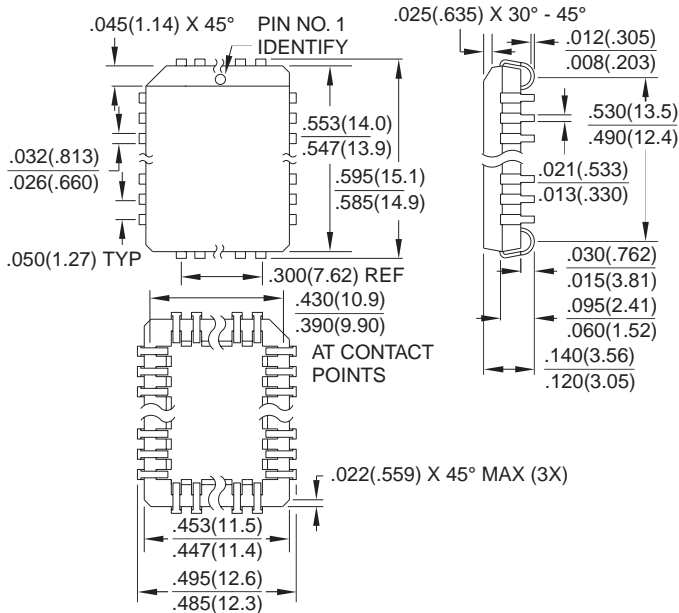 .045(1.14) X 45°
PIN NO. 1
IDENTIFY
.025(.635) X 30° - 45°
.012(.305)
.008(.203)
.553(14.0)
.547(13.9)
.530(13.5)
.490(12.4)
.032(.813)
.026(.660)
.595(15.1)
.585(14.9)
.021(.533)
.013(.330)
.050(1.27) TYP
.300(7.62) REF
.030(.762)
.015(3.81)
.430(10.9)
.390(9.90)
AT CONTACT
POINTS
.095(2.41)
.060(1.52)
.140(3.56)
.120(3.05)
.022(.559) X 45° MAX (3X)
.453(11.5)
.447(11.4)
.495(12.6)
.485(12.3)